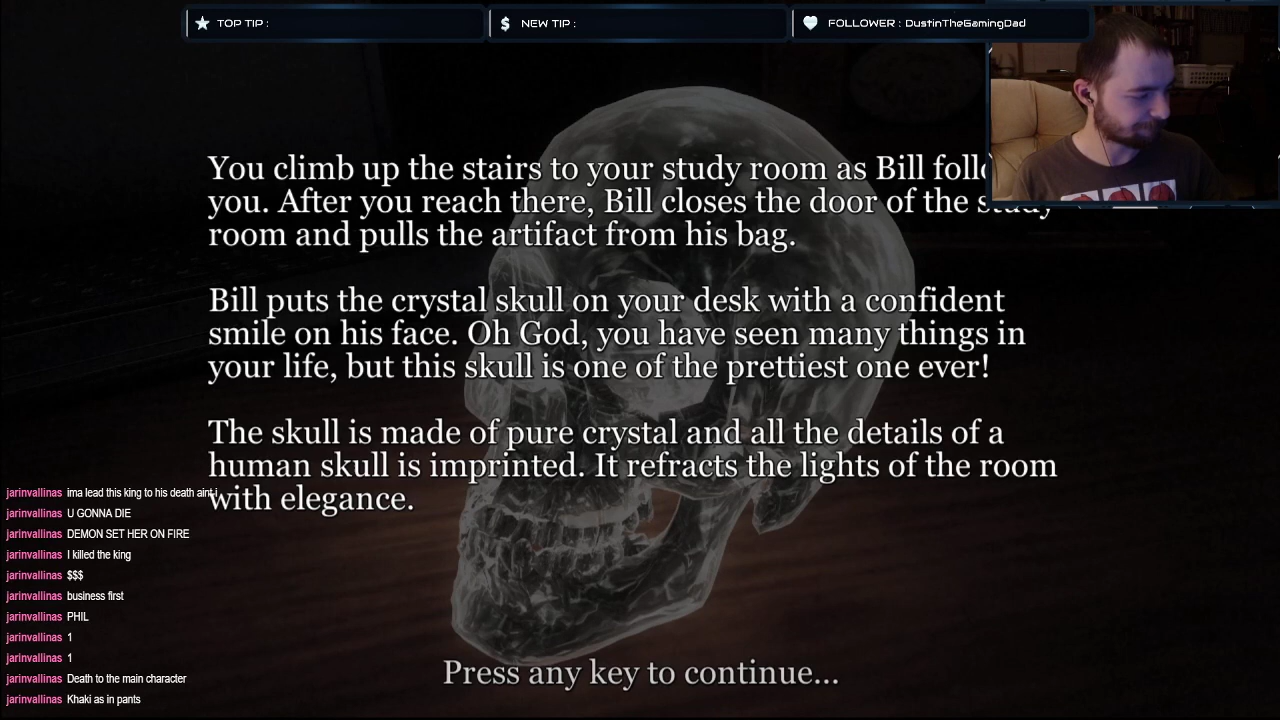 TOP TIP :
NEW TIP :
FOLLOWER : DustinTheGamingDad
You climb up the stairs to your study room as Bill
you. After you reach there, Bill closes the door of the study
room and pulls the artifact from his bag.
Bill puts the crystal skull on your desk with a confident
smile on his face. Oh God, you have seen many things in
your life, but this skull is one of the prettiest one ever!
The skull is made of pure crystal and all the details of a
human skull is imprinted. It refracts the lights of the room
with elegance.
jarinvallinas ima lead this king to his death aint i
jarinvallinas U GONNA DIE
jarinvallinas DEMON SET HER ON FIRE
jarinvallinas I killed the king
jarinvallinas $$$
jarinvallinas business first
jarinvallinas PHIL
jarinvallinas 1
jarinvallinas 1
jarinvallinas Death to the main character
jarinvallinas Khaki as in pants
Press any key to continue...